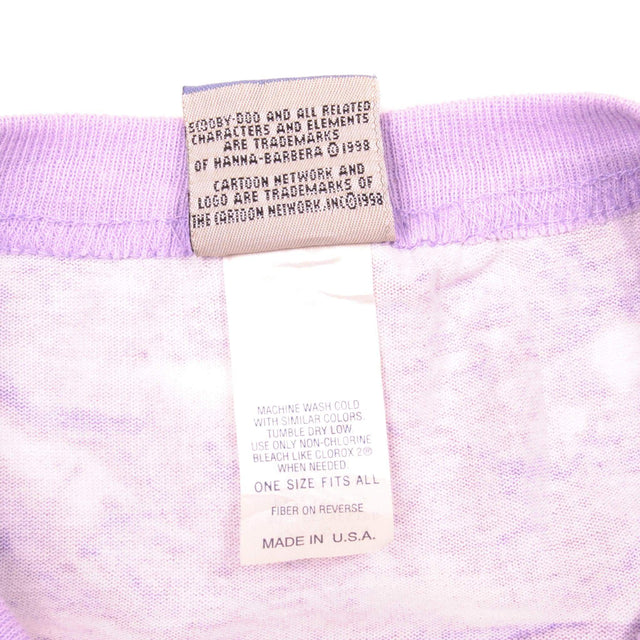 SCOOBY-DOO AND ALL RELATED
CHARACTERS AND ELEMENTS
ARE TRADEMARKS
OF HANNA-BARBERA © 1998
CARTOON NETWORK AND
LOGO ARE TRADEMARKS OF
THE CARTOON NETWORK.INC©1998
MACHINE WASH COLD
WITH SIMILAR COLORS.
TUMBLE DRY LOW.
USE ONLY NON-CHLORINE
BLEACH LIKE CLOROX 2®
WHEN NEEDED.
ONE SIZE FITS ALL
FIBER ON REVERSE
MADE IN U.S.A.